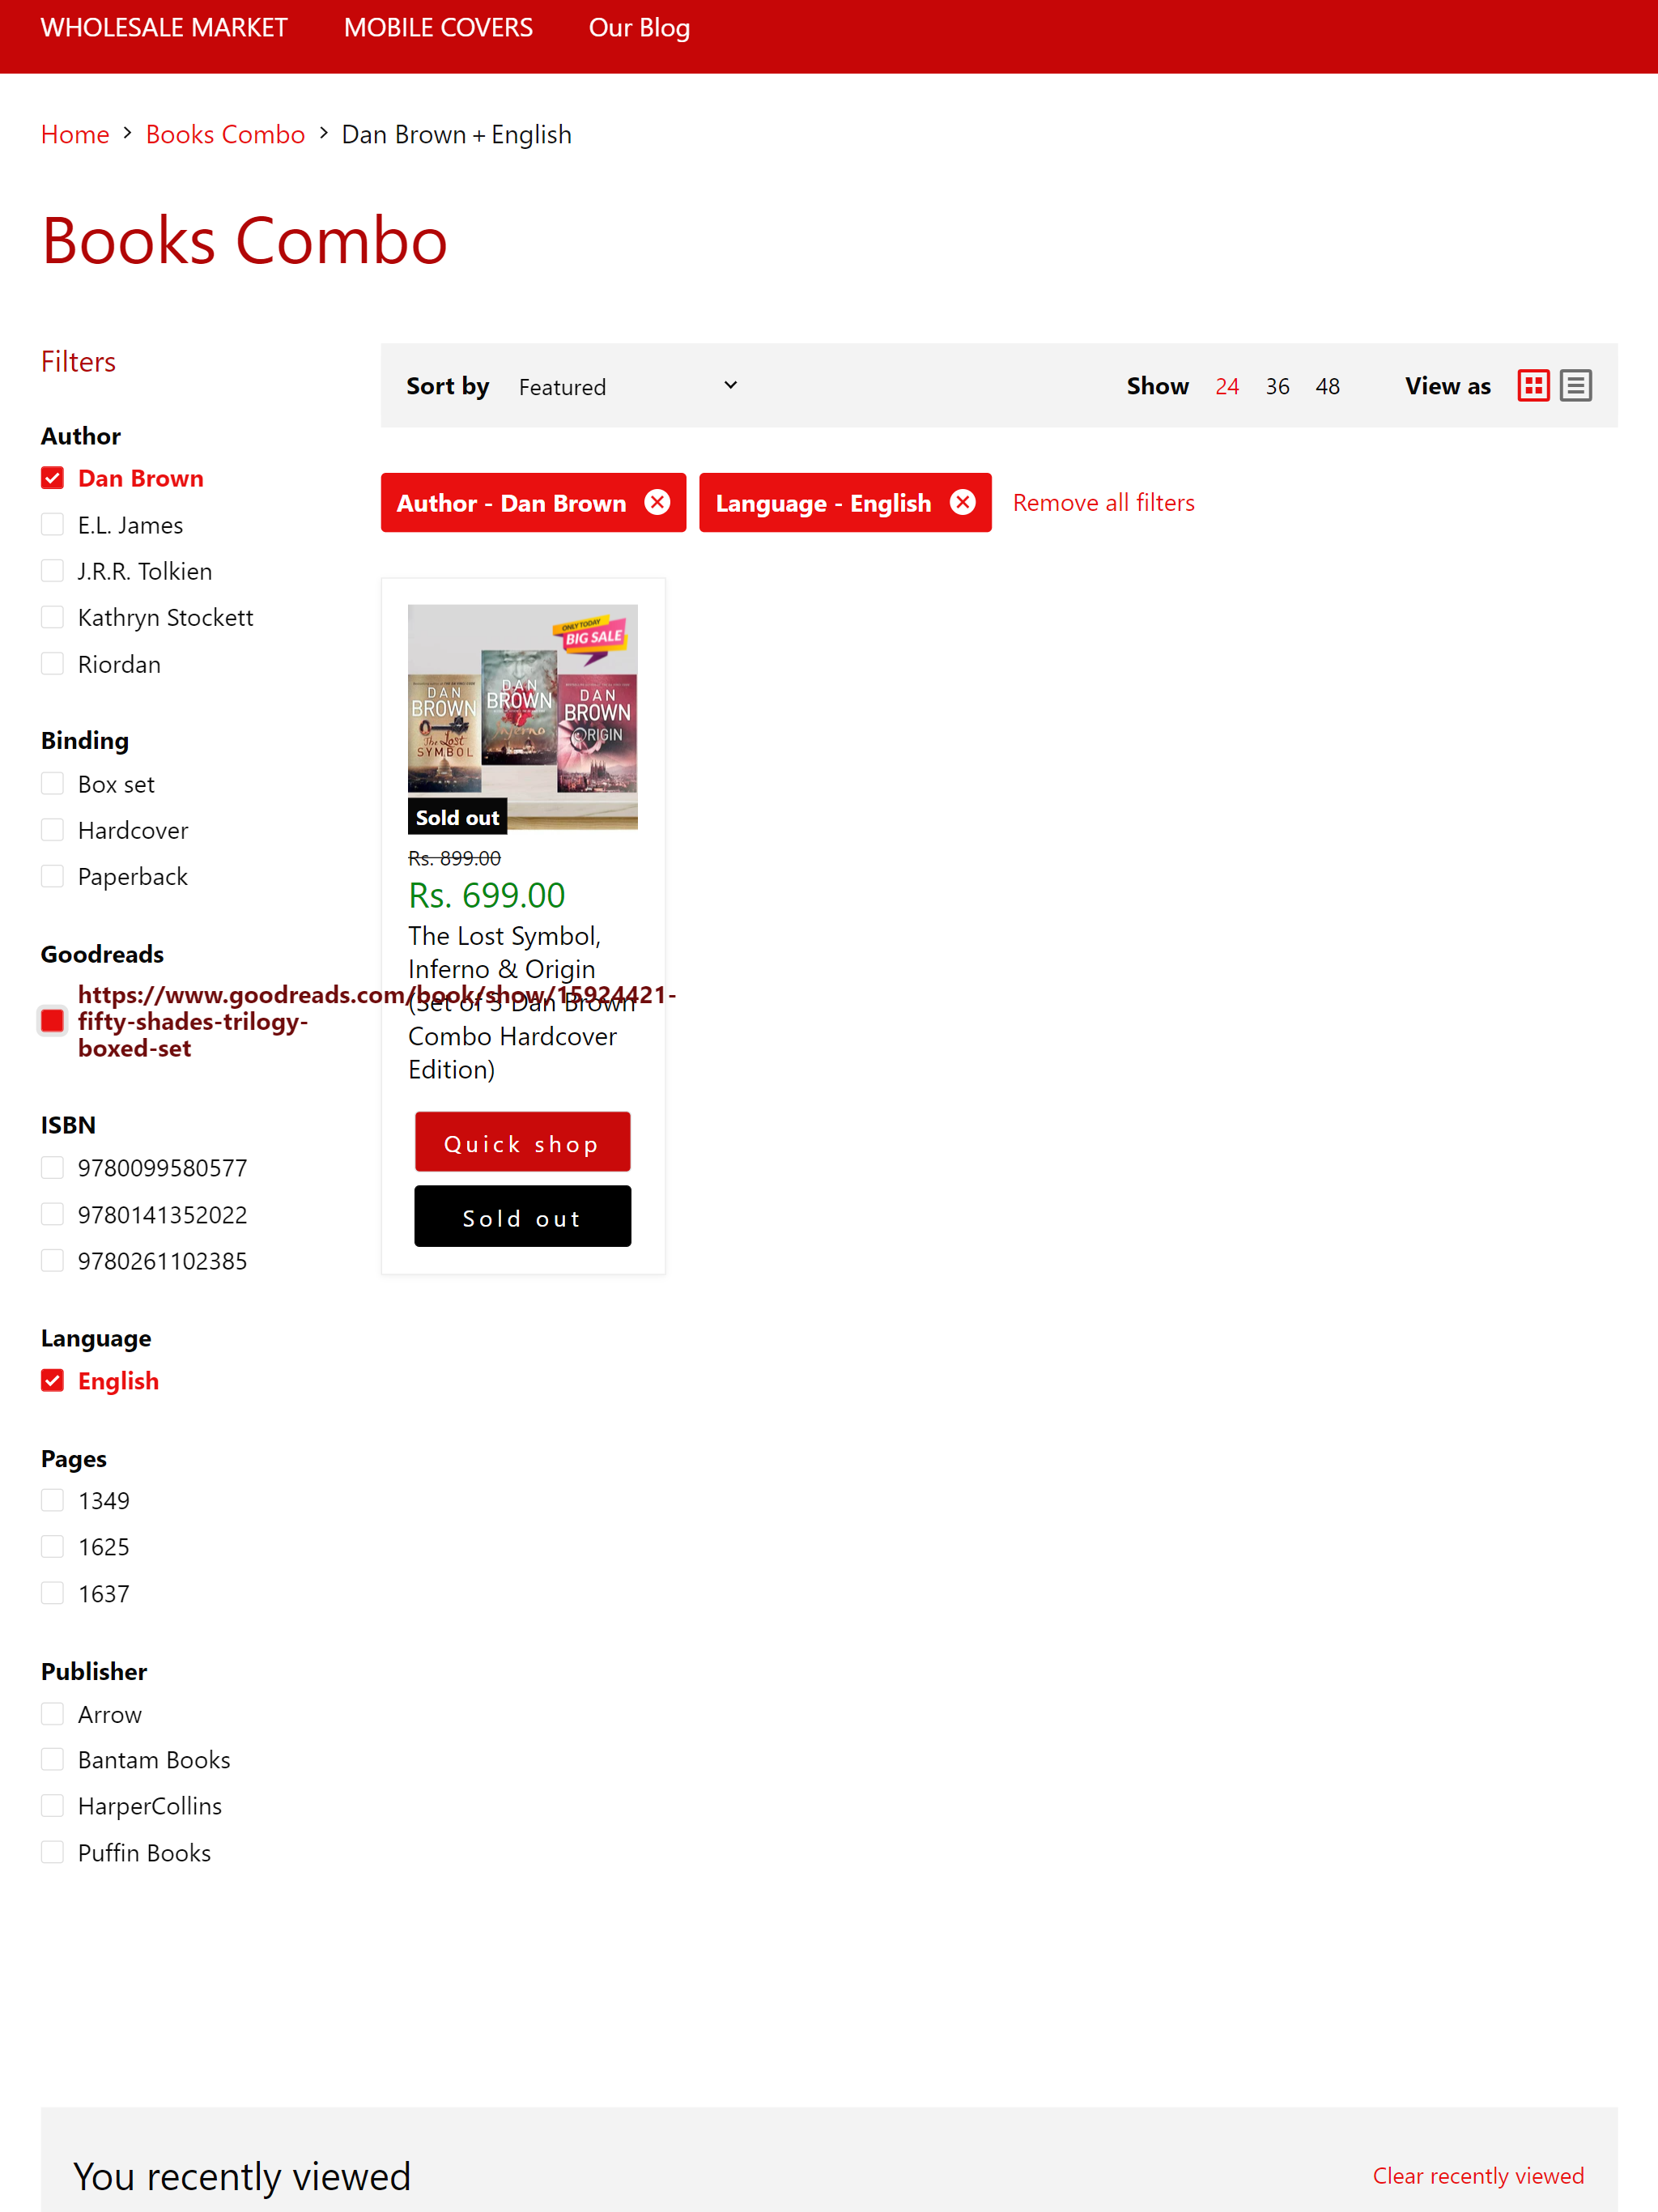 WHOLESALE MARKET MOBILE COVERS Our Blog
Home > Books Combo > Dan Brown + English
Books Combo
Filters
Author
Dan Brown
E.L. James
J.R.R. Tolkien
Kathryn Stockett
Riordan
Binding
Box set
Hardcover
Paperback
Goodreads
https://www.goodreads.com/book/show/15924421-
fifty-shades-trilogy-
boxed-set
ISBN
9780099580577
9780141352022
9780261102385
Language
English
Pages
1349
1625
1637
Publisher
Arrow
Bantam Books
HarperCollins
Puffin Books
Sort by Featured
Show 24 36 48 View as
Author - Dan Brown Language - English Remove all filters
ONLY TODAY
BIG SALE
DAN
BROWN
The Lost
SYMBOL
DAN
BROWN
Inferno
DAN
BROWN
ORIGIN
Sold out
Rs. 899.00
Rs. 699.00
The Lost Symbol,
Inferno & Origin
(Set of 3 Dan Brown
Combo Hardcover
Edition)
Quick shop
Sold out
You recently viewed
Clear recently viewed